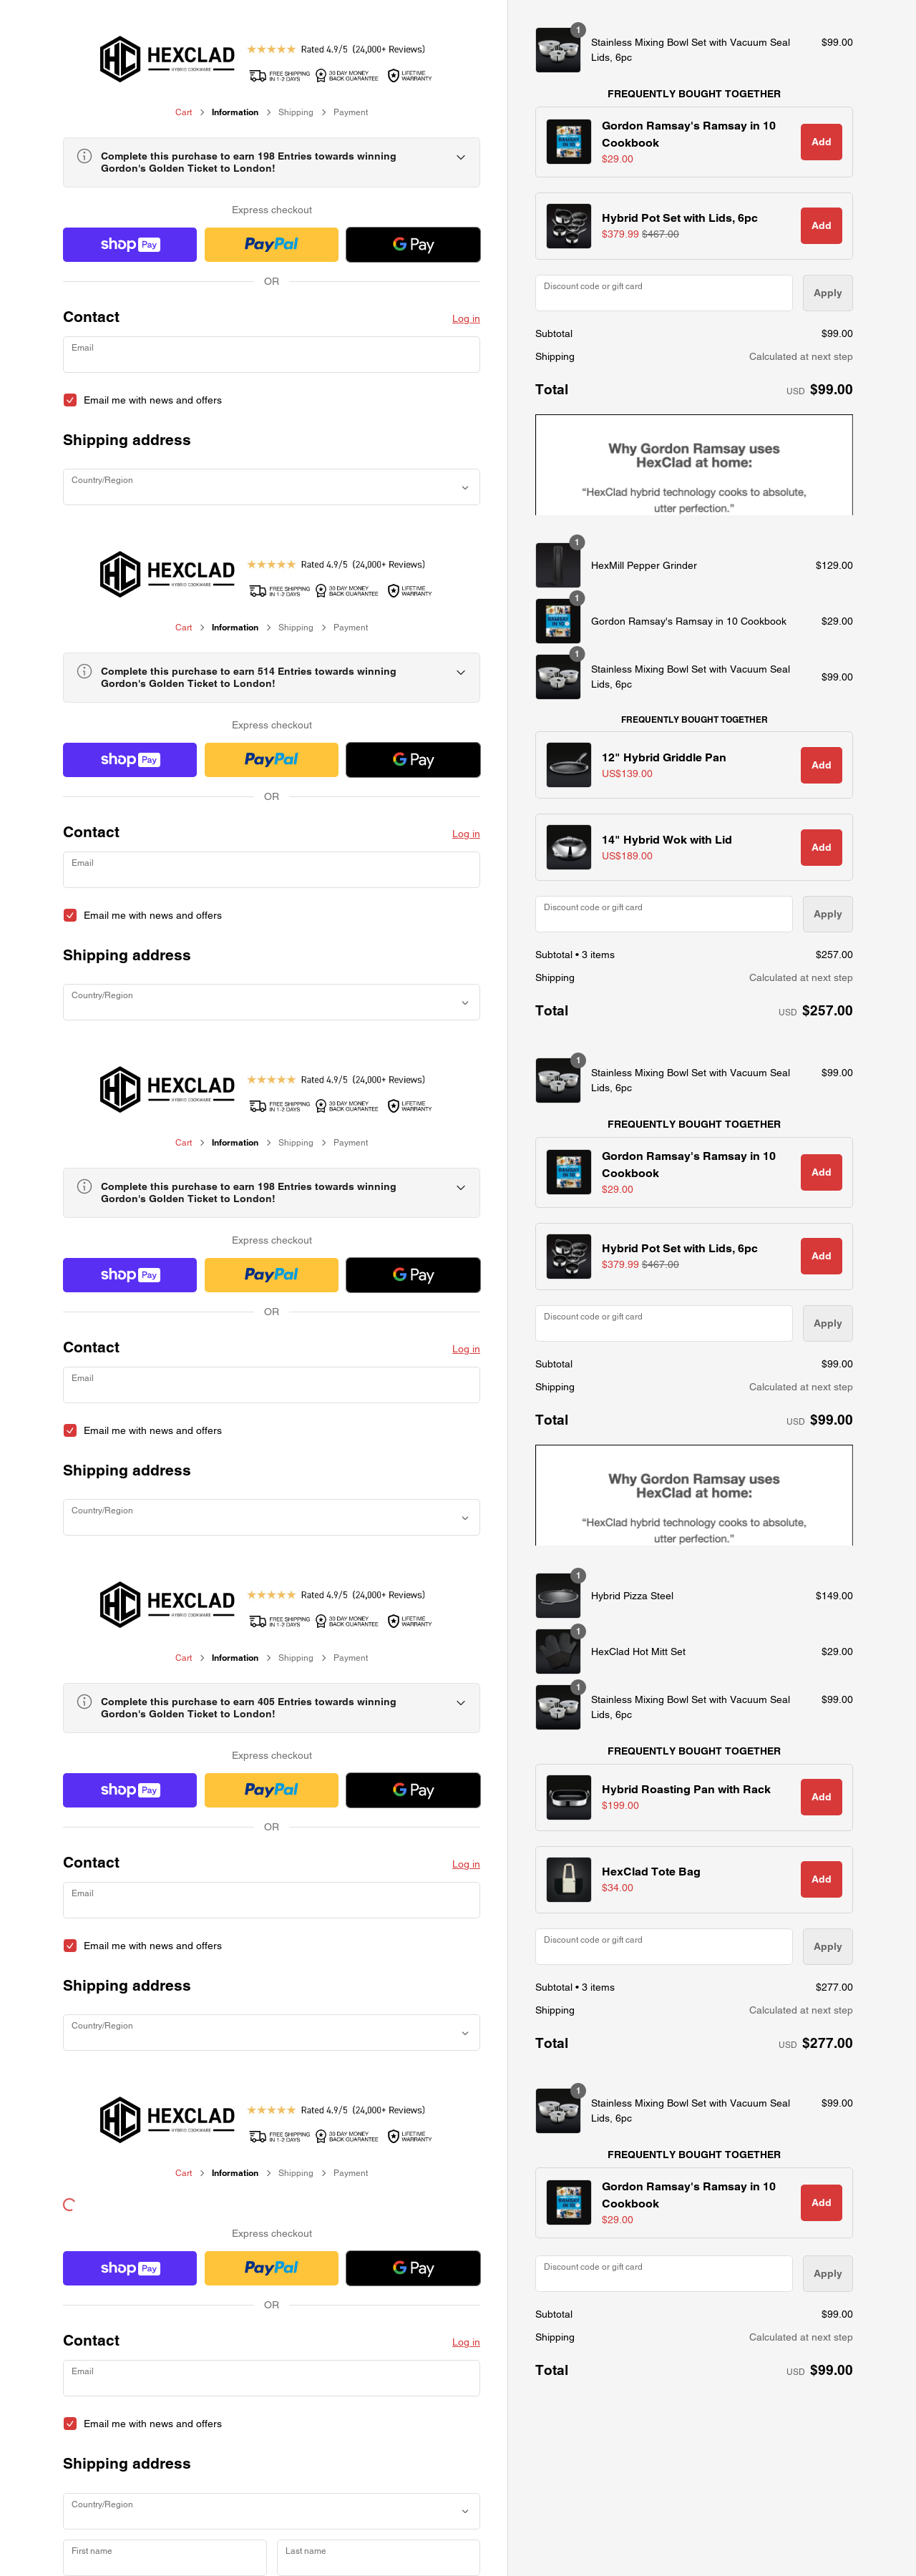 HEXCLAD
HYBRID COOKWARE
★★★★★ Rated 4.9/5 (24,000+ Reviews)
FREE SHIPPING IN 1-2 DAYS
30 DAY MONEY BACK GUARANTEE
LIFETIME WARRANTY
Cart > Information > Shipping > Payment
Complete this purchase to earn 198 Entries towards winning
Gordon's Golden Ticket to London!
Express checkout
shop Pay
PayPal
G Pay
OR
Contact
Log in
Email
Email me with news and offers
Shipping address
Country/Region
1
Stainless Mixing Bowl Set with Vacuum Seal
Lids, 6pc
$99.00
FREQUENTLY BOUGHT TOGETHER
Gordon Ramsay's Ramsay in 10
Cookbook
$29.00
Add
Hybrid Pot Set with Lids, 6pc
$379.99 $467.00
Add
Discount code or gift card
Apply
Subtotal
$99.00
Shipping
Calculated at next step
Total
USD $99.00
Why Gordon Ramsay uses
HexClad at home:
“HexClad hybrid technology cooks to absolute,
utter perfection.”
HEXCLAD
HYBRID COOKWARE
★★★★★ Rated 4.9/5 (24,000+ Reviews)
FREE SHIPPING IN 1-2 DAYS
30 DAY MONEY BACK GUARANTEE
LIFETIME WARRANTY
Cart > Information > Shipping > Payment
Complete this purchase to earn 514 Entries towards winning
Gordon's Golden Ticket to London!
Express checkout
shop Pay
PayPal
G Pay
OR
Contact
Log in
Email
Email me with news and offers
Shipping address
Country/Region
1
HexMill Pepper Grinder
$129.00
1
RAMSAY IN 10
Gordon Ramsay's Ramsay in 10 Cookbook
$29.00
1
Stainless Mixing Bowl Set with Vacuum Seal
Lids, 6pc
$99.00
FREQUENTLY BOUGHT TOGETHER
12" Hybrid Griddle Pan
US$139.00
Add
14" Hybrid Wok with Lid
US$189.00
Add
Discount code or gift card
Apply
Subtotal • 3 items
$257.00
Shipping
Calculated at next step
Total
USD $257.00
HEXCLAD
HYBRID COOKWARE
★★★★★ Rated 4.9/5 (24,000+ Reviews)
FREE SHIPPING IN 1-2 DAYS
30 DAY MONEY BACK GUARANTEE
LIFETIME WARRANTY
Cart > Information > Shipping > Payment
Complete this purchase to earn 198 Entries towards winning
Gordon's Golden Ticket to London!
Express checkout
shop Pay
PayPal
G Pay
OR
Contact
Log in
Email
Email me with news and offers
Shipping address
Country/Region
1
Stainless Mixing Bowl Set with Vacuum Seal
Lids, 6pc
$99.00
FREQUENTLY BOUGHT TOGETHER
Gordon Ramsay's Ramsay in 10
Cookbook
$29.00
Add
Hybrid Pot Set with Lids, 6pc
$379.99 $467.00
Add
Discount code or gift card
Apply
Subtotal
$99.00
Shipping
Calculated at next step
Total
USD $99.00
Why Gordon Ramsay uses
HexClad at home:
“HexClad hybrid technology cooks to absolute,
utter perfection.”
HEXCLAD
HYBRID COOKWARE
★★★★★ Rated 4.9/5 (24,000+ Reviews)
FREE SHIPPING IN 1-2 DAYS
30 DAY MONEY BACK GUARANTEE
LIFETIME WARRANTY
Cart > Information > Shipping > Payment
Complete this purchase to earn 405 Entries towards winning
Gordon's Golden Ticket to London!
Express checkout
shop Pay
PayPal
G Pay
OR
Contact
Log in
Email
Email me with news and offers
Shipping address
Country/Region
1
Hybrid Pizza Steel
$149.00
1
HexClad Hot Mitt Set
$29.00
1
Stainless Mixing Bowl Set with Vacuum Seal
Lids, 6pc
$99.00
FREQUENTLY BOUGHT TOGETHER
Hybrid Roasting Pan with Rack
$199.00
Add
HexClad Tote Bag
$34.00
Add
Discount code or gift card
Apply
Subtotal • 3 items
$277.00
Shipping
Calculated at next step
Total
USD $277.00
HEXCLAD
HYBRID COOKWARE
★★★★★ Rated 4.9/5 (24,000+ Reviews)
FREE SHIPPING IN 1-2 DAYS
30 DAY MONEY BACK GUARANTEE
LIFETIME WARRANTY
Cart > Information > Shipping > Payment
Express checkout
shop Pay
PayPal
G Pay
OR
Contact
Log in
Email
Email me with news and offers
Shipping address
Country/Region
First name
Last name
1
Stainless Mixing Bowl Set with Vacuum Seal
Lids, 6pc
$99.00
FREQUENTLY BOUGHT TOGETHER
Gordon Ramsay's Ramsay in 10
Cookbook
$29.00
Add
Discount code or gift card
Apply
Subtotal
$99.00
Shipping
Calculated at next step
Total
USD $99.00